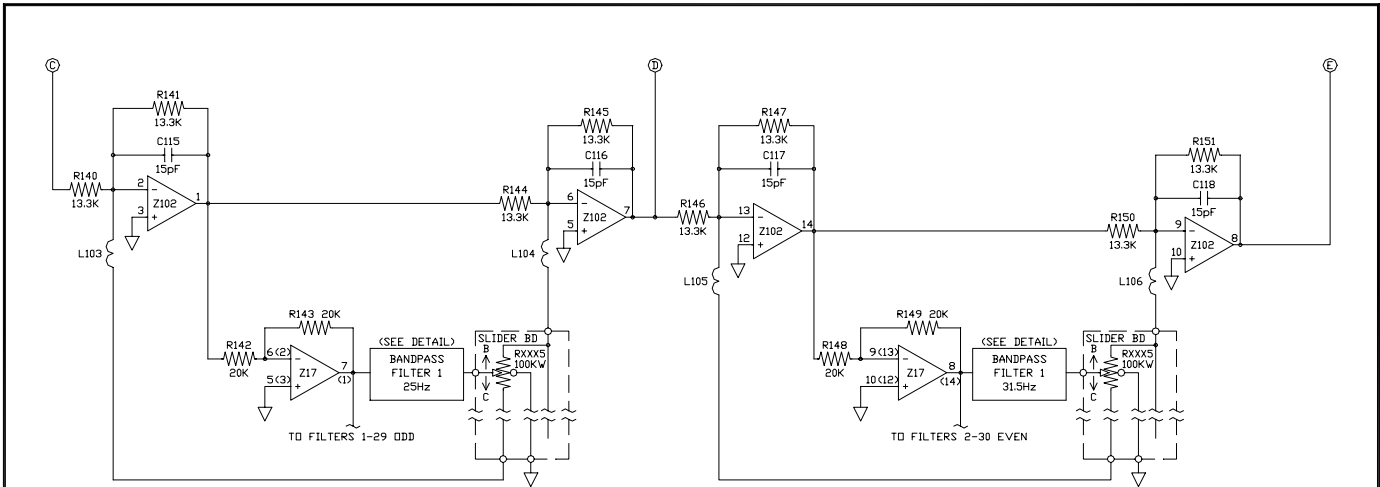 C
D
E
R141
13.3K
C115
15pF
R140
13.3K
2
3
1
Z102
L103
R145
13.3K
C116
15pF
R144
13.3K
6
5
7
Z102
L104
R147
13.3K
C117
15pF
R146
13.3K
13
12
14
Z102
L105
R151
13.3K
C118
15pF
R150
13.3K
9
10
8
Z102
L106
R143 20K
R142
20K
6(2)
5(3)
7
(1)
Z17
(SEE DETAIL)
BANDPASS
FILTER 1
25Hz
SLIDER BD
B
C
RXXX5
100KW
TO FILTERS 1-29 ODD
R149 20K
R148
20K
9(13)
10(12)
8
(14)
Z17
(SEE DETAIL)
BANDPASS
FILTER 1
31.5Hz
SLIDER BD
B
C
RXXX5
100KW
TO FILTERS 2-30 EVEN